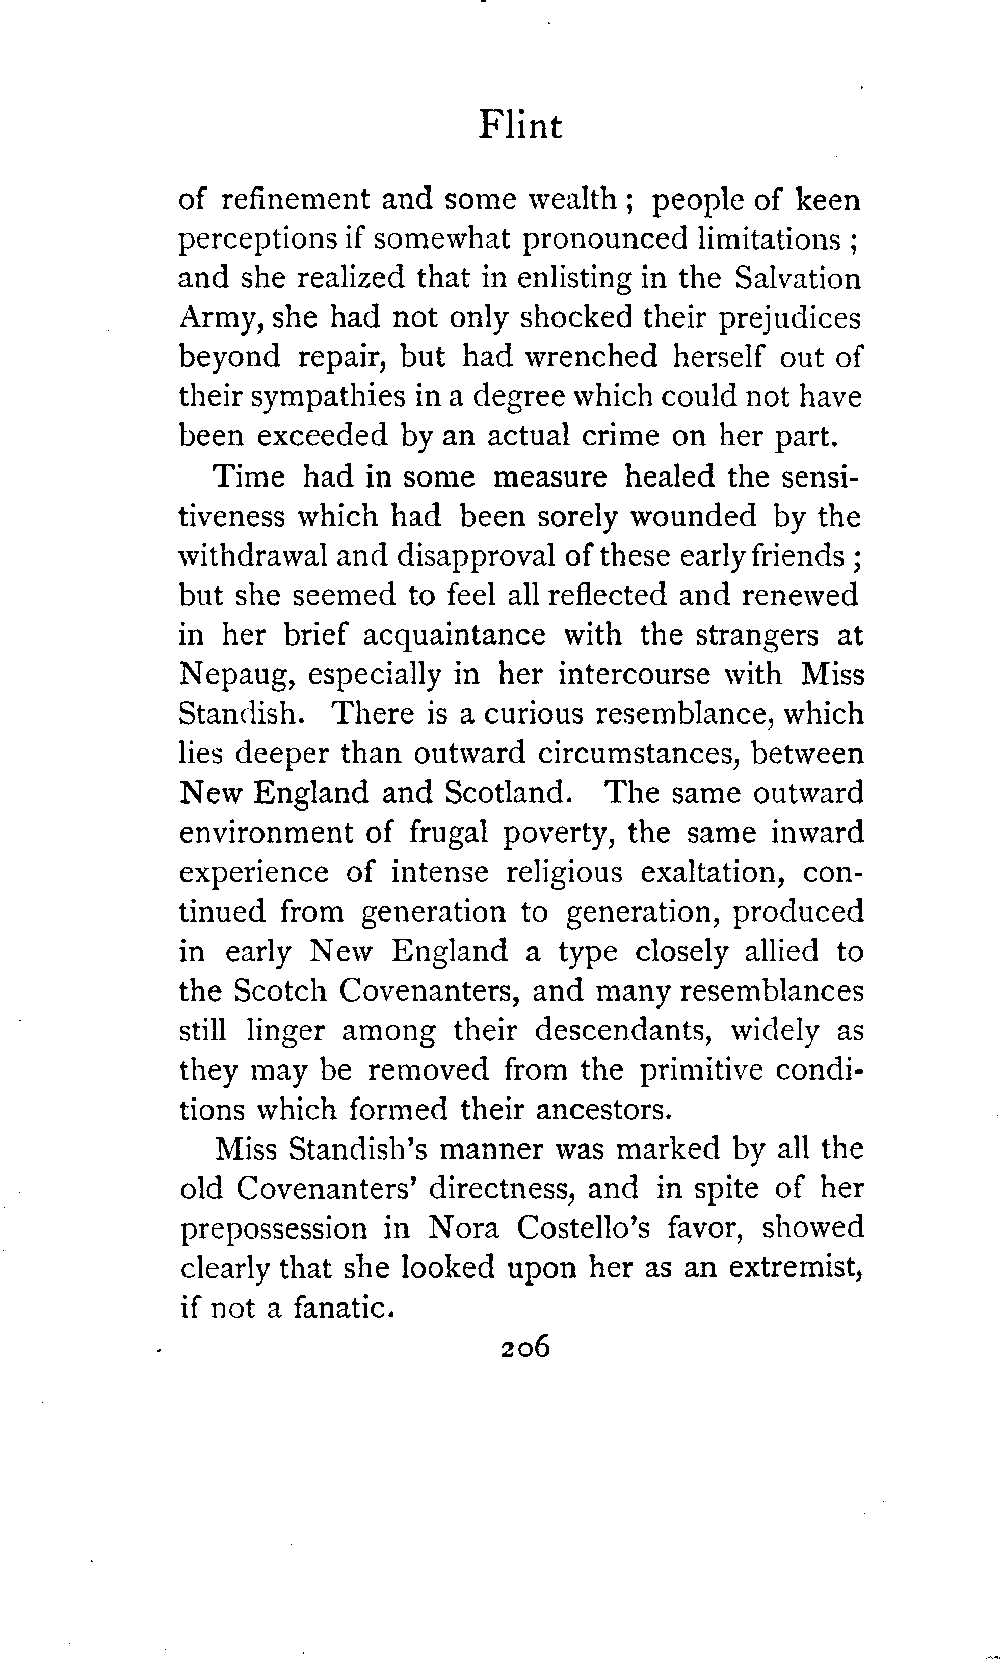 Flint
of refinement and some wealth ; people of keen
perceptions if somewhat pronounced limitations ;
and she realized that in enlisting in the Salvation
Army, she had not only shocked their prejudices
beyond repair, but had wrenched herself out of
their sympathies in a degree which could not have
been exceeded by an actual crime on her part.
Time had in some measure healed the sensi-
tiveness which had been sorely wounded by the
withdrawal and disapproval of these early friends ;
but she seemed to feel all reflected and renewed
in her brief acquaintance with the strangers at
Nepaug, especially in her intercourse with Miss
Standish. There is a curious resemblance, which
lies deeper than outward circumstances, between
New England and Scotland. The same outward
environment of frugal poverty, the same inward
experience of intense religious exaltation, con-
tinued from generation to generation, produced
in early New England a type closely allied to
the Scotch Covenanters, and many resemblances
still linger among their descendants, widely as
they may be removed from the primitive condi-
tions which formed their ancestors.
Miss Standish's manner was marked by all the
old Covenanters' directness, and in spite of her
prepossession in Nora Costello's favor, showed
clearly that she looked upon her as an extremist,
if not a fanatic.
206